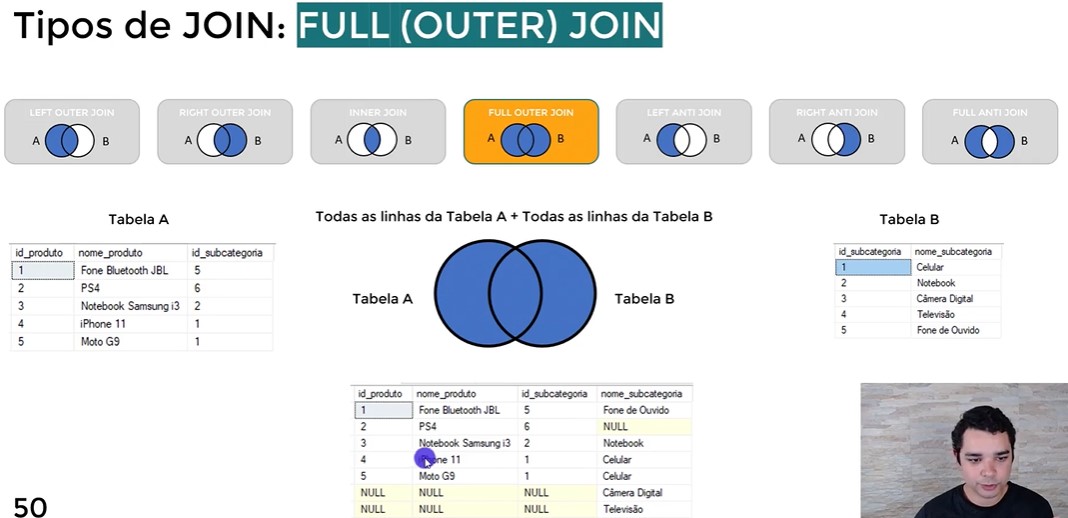 Tipos de JOIN: FULL (OUTER) JOIN
LEFT OUTER JOIN
A B
RIGHT OUTER JOIN
A B
INNER JOIN
A B
FULL OUTER JOIN
A B
LEFT ANTI JOIN
A B
RIGHT ANTI JOIN
A B
FULL ANTI JOIN
A B
Tabela A
id_produto nome_produto id_subcategoria
1 Fone Bluetooth JBL 5
2 PS4 6
3 Notebook Samsung i3 2
4 iPhone 11 1
5 Moto G9 1
Todas as linhas da Tabela A + Todas as linhas da Tabela B
Tabela A Tabela B
Tabela B
id_subcategoria nome_subcategoria
1 Celular
2 Notebook
3 Câmera Digital
4 Televisão
5 Fone de Ouvido
id_produto nome_produto id_subcategoria nome_subcategoria
1 Fone Bluetooth JBL 5 Fone de Ouvido
2 PS4 6 NULL
3 Notebook Samsung i3 2 Notebook
4 iPhone 11 1 Celular
5 Moto G9 1 Celular
NULL NULL NULL Câmera Digital
NULL NULL NULL Televisão
50